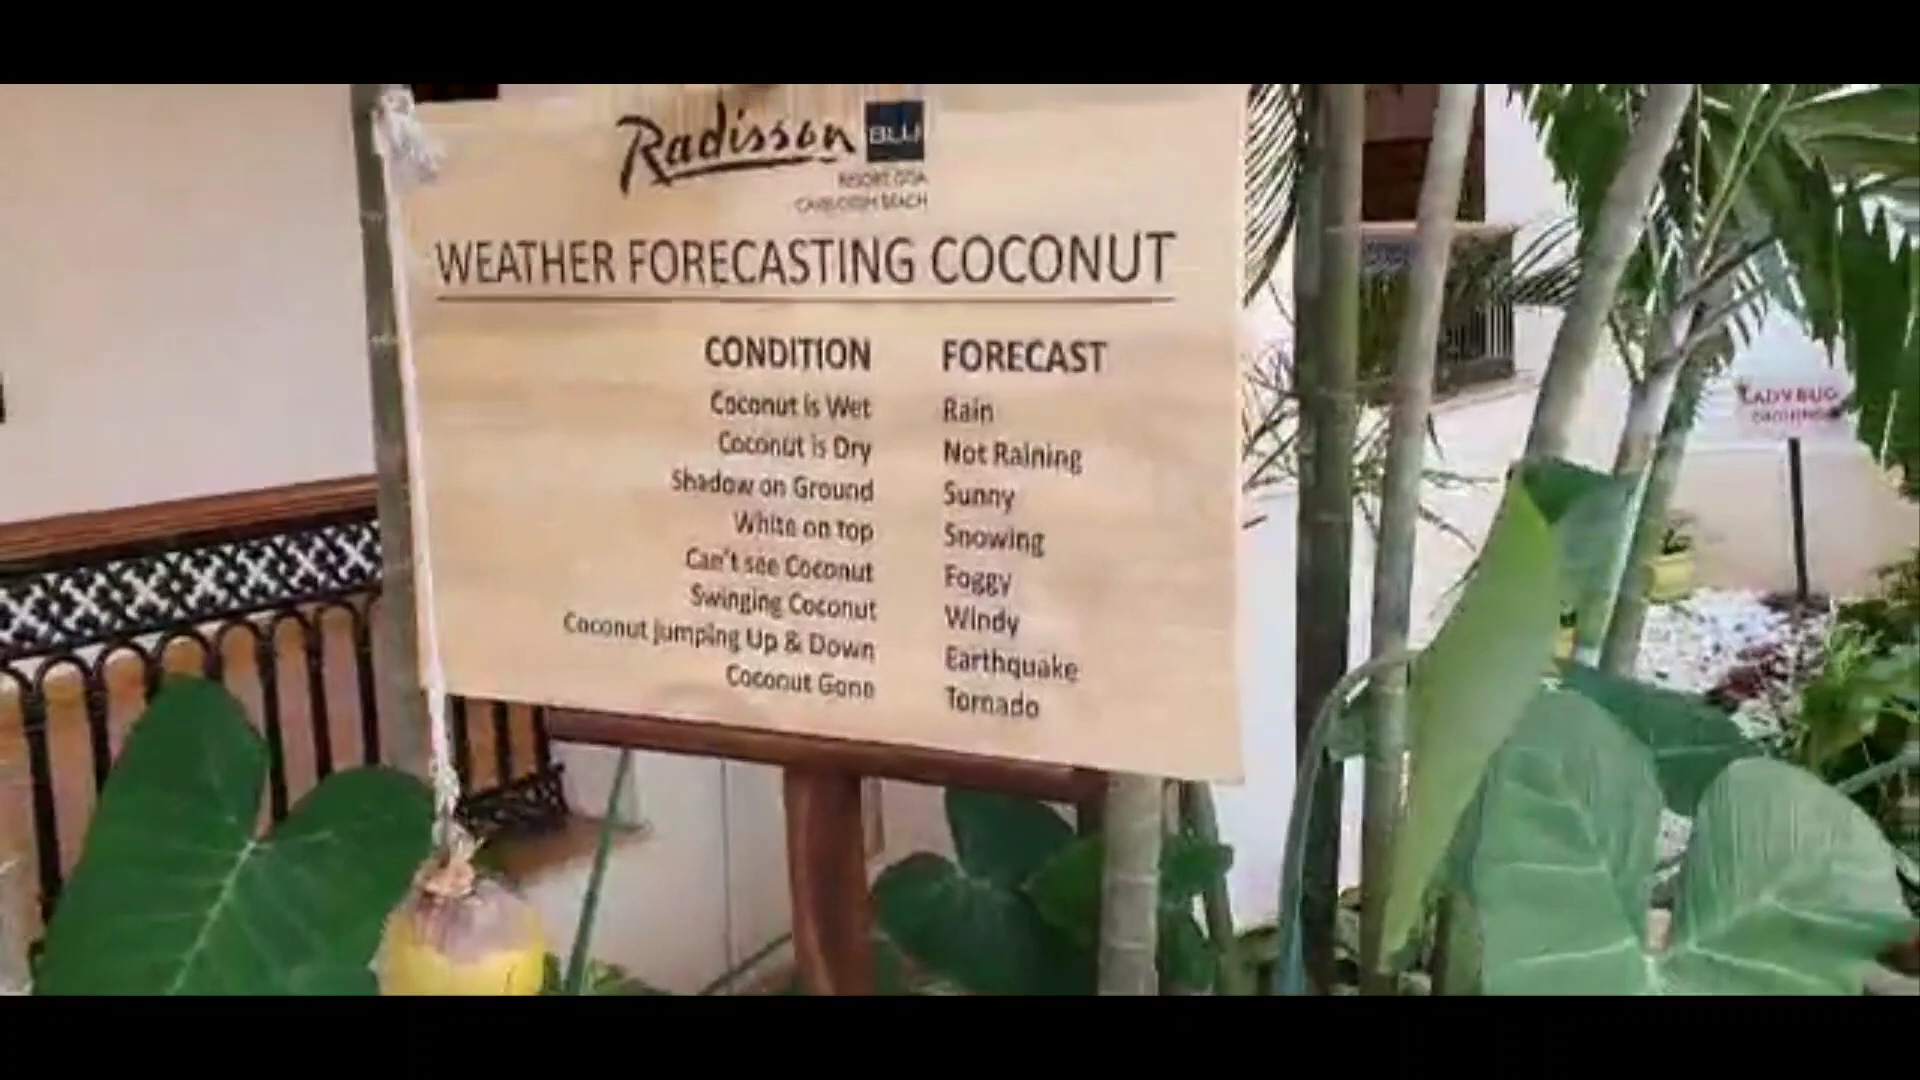 Radisson BLU
RESORT GOA
CAVELOSSIM BEACH
WEATHER FORECASTING COCONUT
CONDITION FORECAST
Coconut is Wet Rain
Coconut is Dry Not Raining
Shadow on Ground Sunny
White on top Snowing
Can't see Coconut Foggy
Swinging Coconut Windy
Coconut Jumping Up & Down Earthquake
Coconut Gone Tornado
LADYBUG